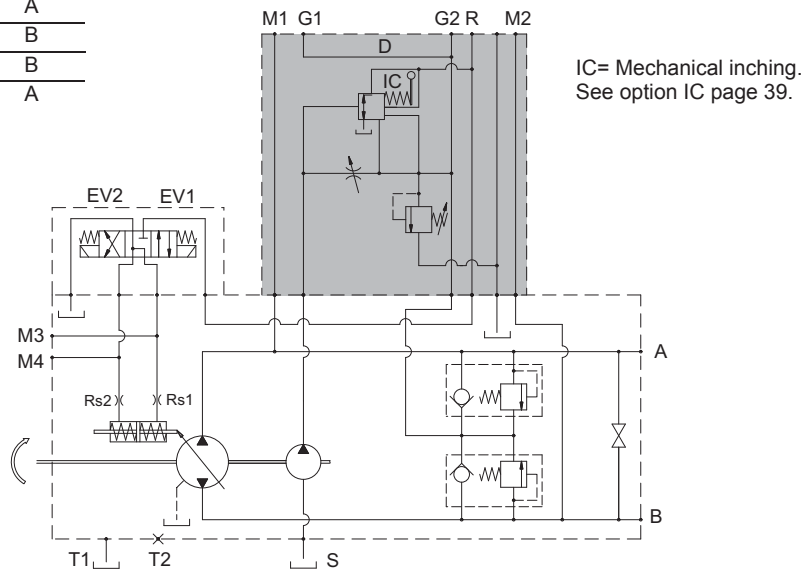 A
B
B
A
M1 G1 G2 R M2
D
IC
IC= Mechanical inching.
See option IC page 39.
EV2 EV1
M3
M4
A
Rs2 Rs1
B
T1 T2 S